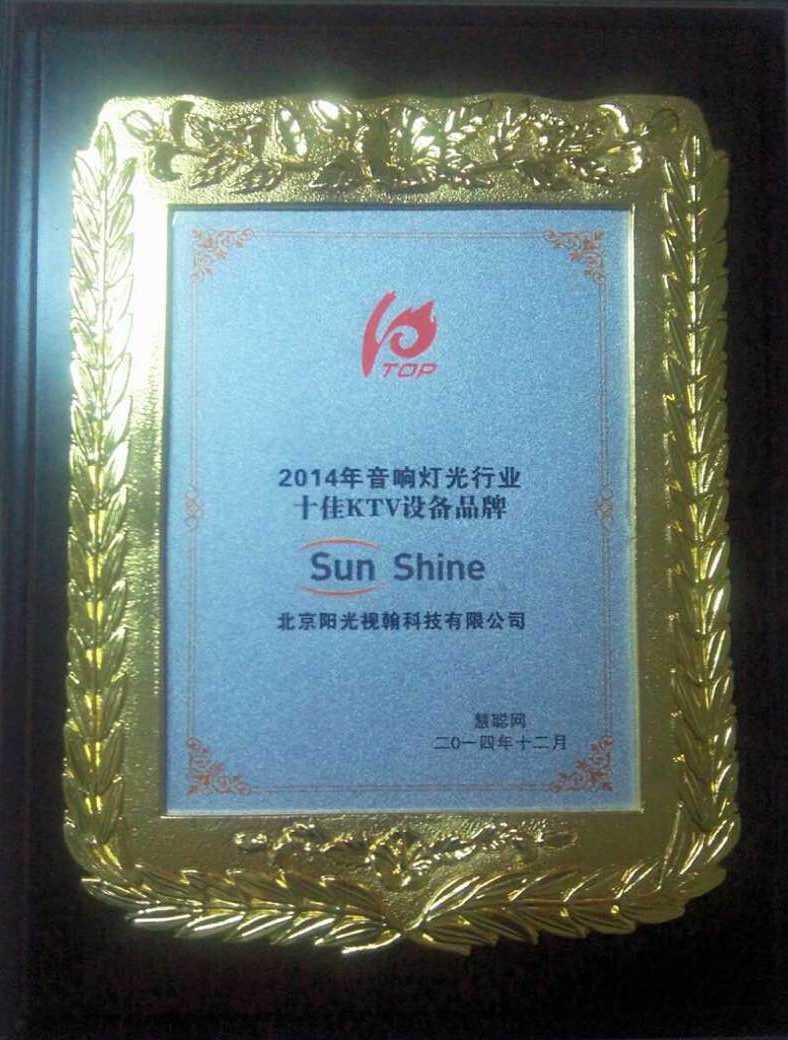 TOP
2014年音响灯光行业
十佳KTV设备品牌
Sun Shine
北京阳光视翰科技有限公司
慧聪网
二0一四年十二月